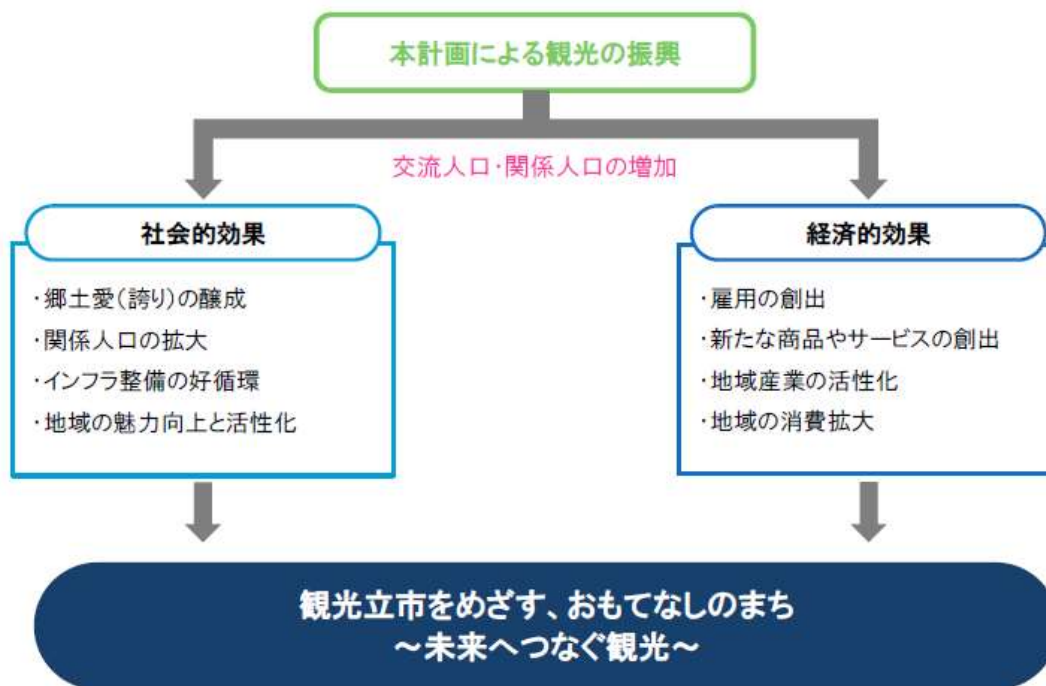 本計画による観光の振興
交流人口・関係人口の増加
社会的効果
・郷土愛(誇り)の醸成
・関係人口の拡大
・インフラ整備の好循環
・地域の魅力向上と活性化
経済的効果
・雇用の創出
・新たな商品やサービスの創出
・地域産業の活性化
・地域の消費拡大
観光立市をめざす、おもてなしのまち
～未来へつなぐ観光～